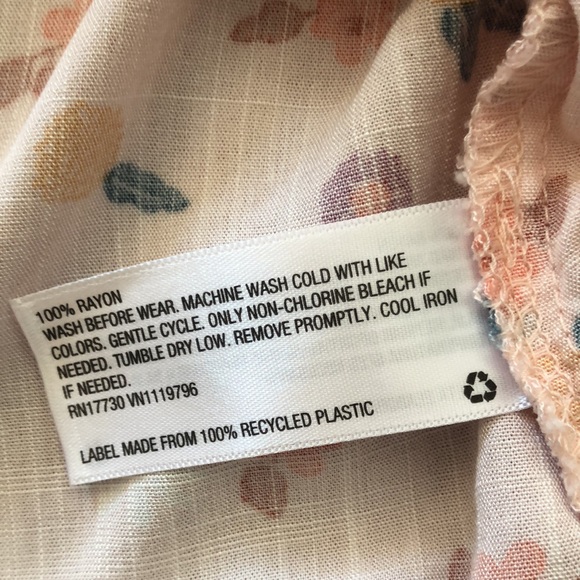 100% RAYON
WASH BEFORE WEAR. MACHINE WASH COLD WITH LIKE
COLORS. GENTLE CYCLE. ONLY NON-CHLORINE BLEACH IF
NEEDED. TUMBLE DRY LOW. REMOVE PROMPTLY. COOL IRON
IF NEEDED.
RN17730 VN1119796
LABEL MADE FROM 100% RECYCLED PLASTIC